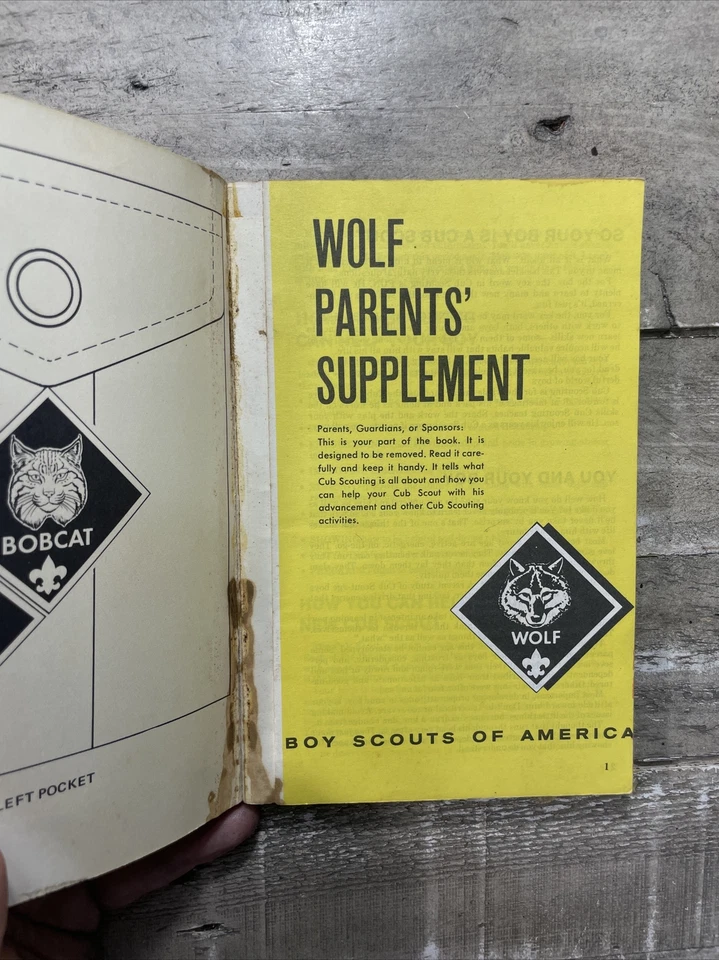 BOBCAT
LEFT POCKET
WOLF
PARENTS'
SUPPLEMENT
Parents, Guardians, or Sponsors:
This is your part of the book. It is
designed to be removed. Read it care-
fully and keep it handy. It tells what
Cub Scouting is all about and how you
can help your Cub Scout with his
advancement and other Cub Scouting
activities.
WOLF
BOY SCOUTS OF AMERICA
1